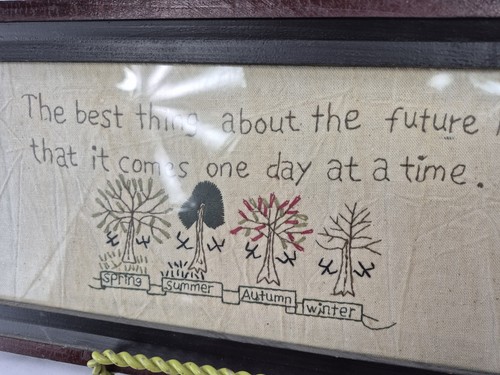 The best thing about the future
that it comes one day at a time.
spring summer Autumn winter